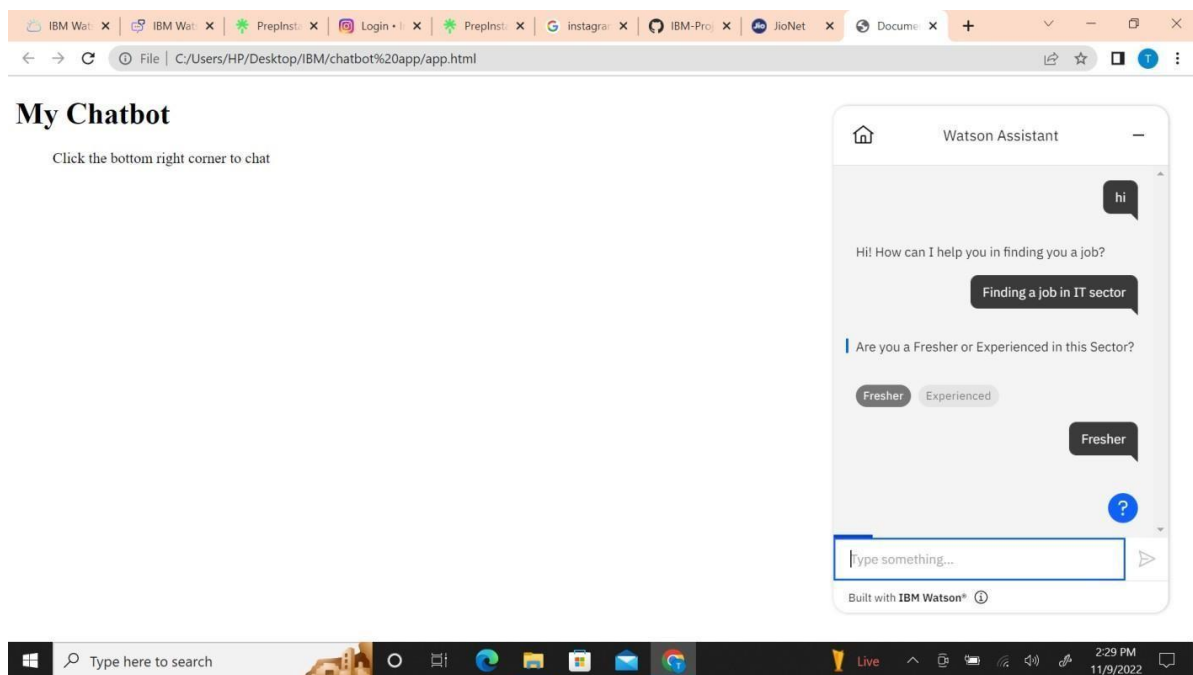 IBM Wat
IBM Wat
PrepInst
Login • I
PrepInst
instagrar
IBM-Proj
JioNet
Docume
File | C:/Users/HP/Desktop/IBM/chatbot%20app/app.html
T
My Chatbot
Click the bottom right corner to chat
Watson Assistant
hi
Hi! How can I help you in finding you a job?
Finding a job in IT sector
Are you a Fresher or Experienced in this Sector?
Fresher
Experienced
Fresher
?
Type something...
Built with IBM Watson®
Type here to search
Live
2:29 PM
11/9/2022